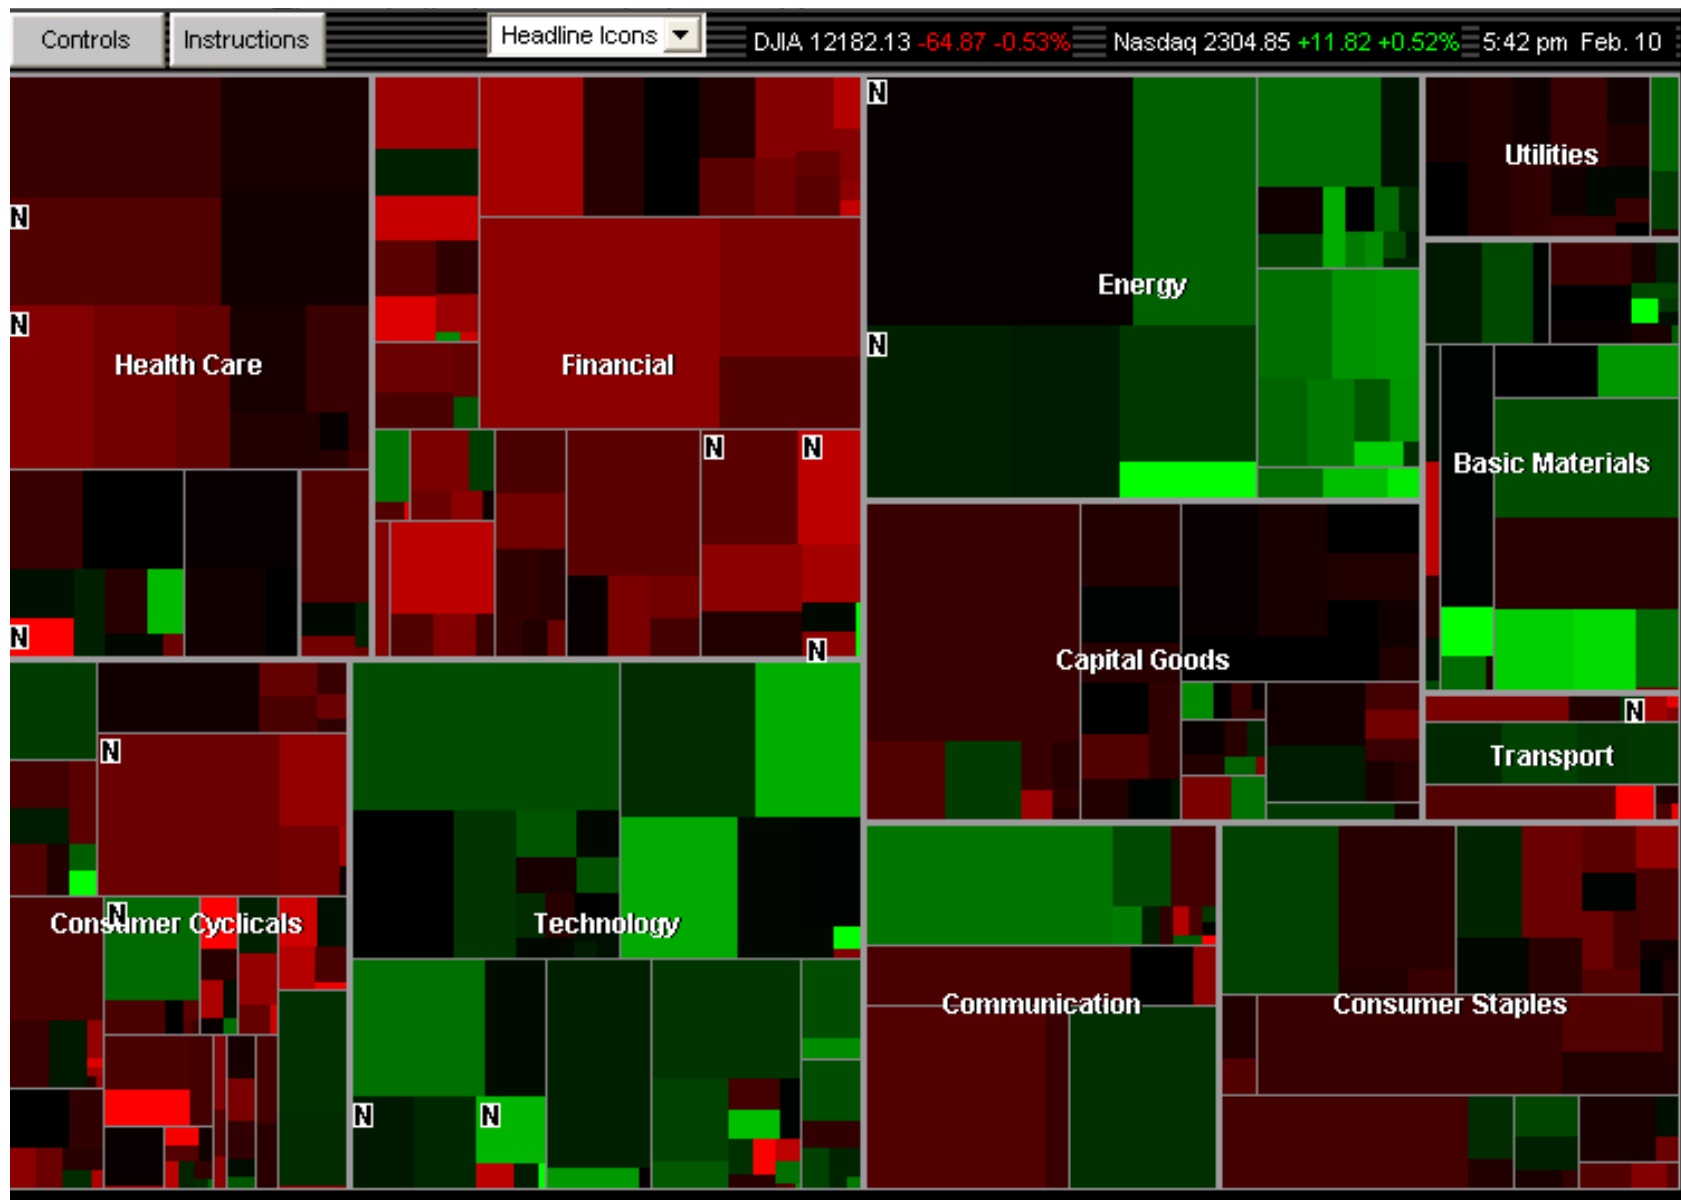 Controls
Instructions
Headline Icons
DJIA 12182.13 -64.87 -0.53%
Nasdaq 2304.85 +11.82 +0.52%
5:42 pm Feb. 10
N
N
N
Health Care
N
N
N
Financial
N
N
Energy
Utilities
Basic Materials
Capital Goods
N
Transport
N
N
Consumer Cyclicals
Technology
N
N
Communication
Consumer Staples